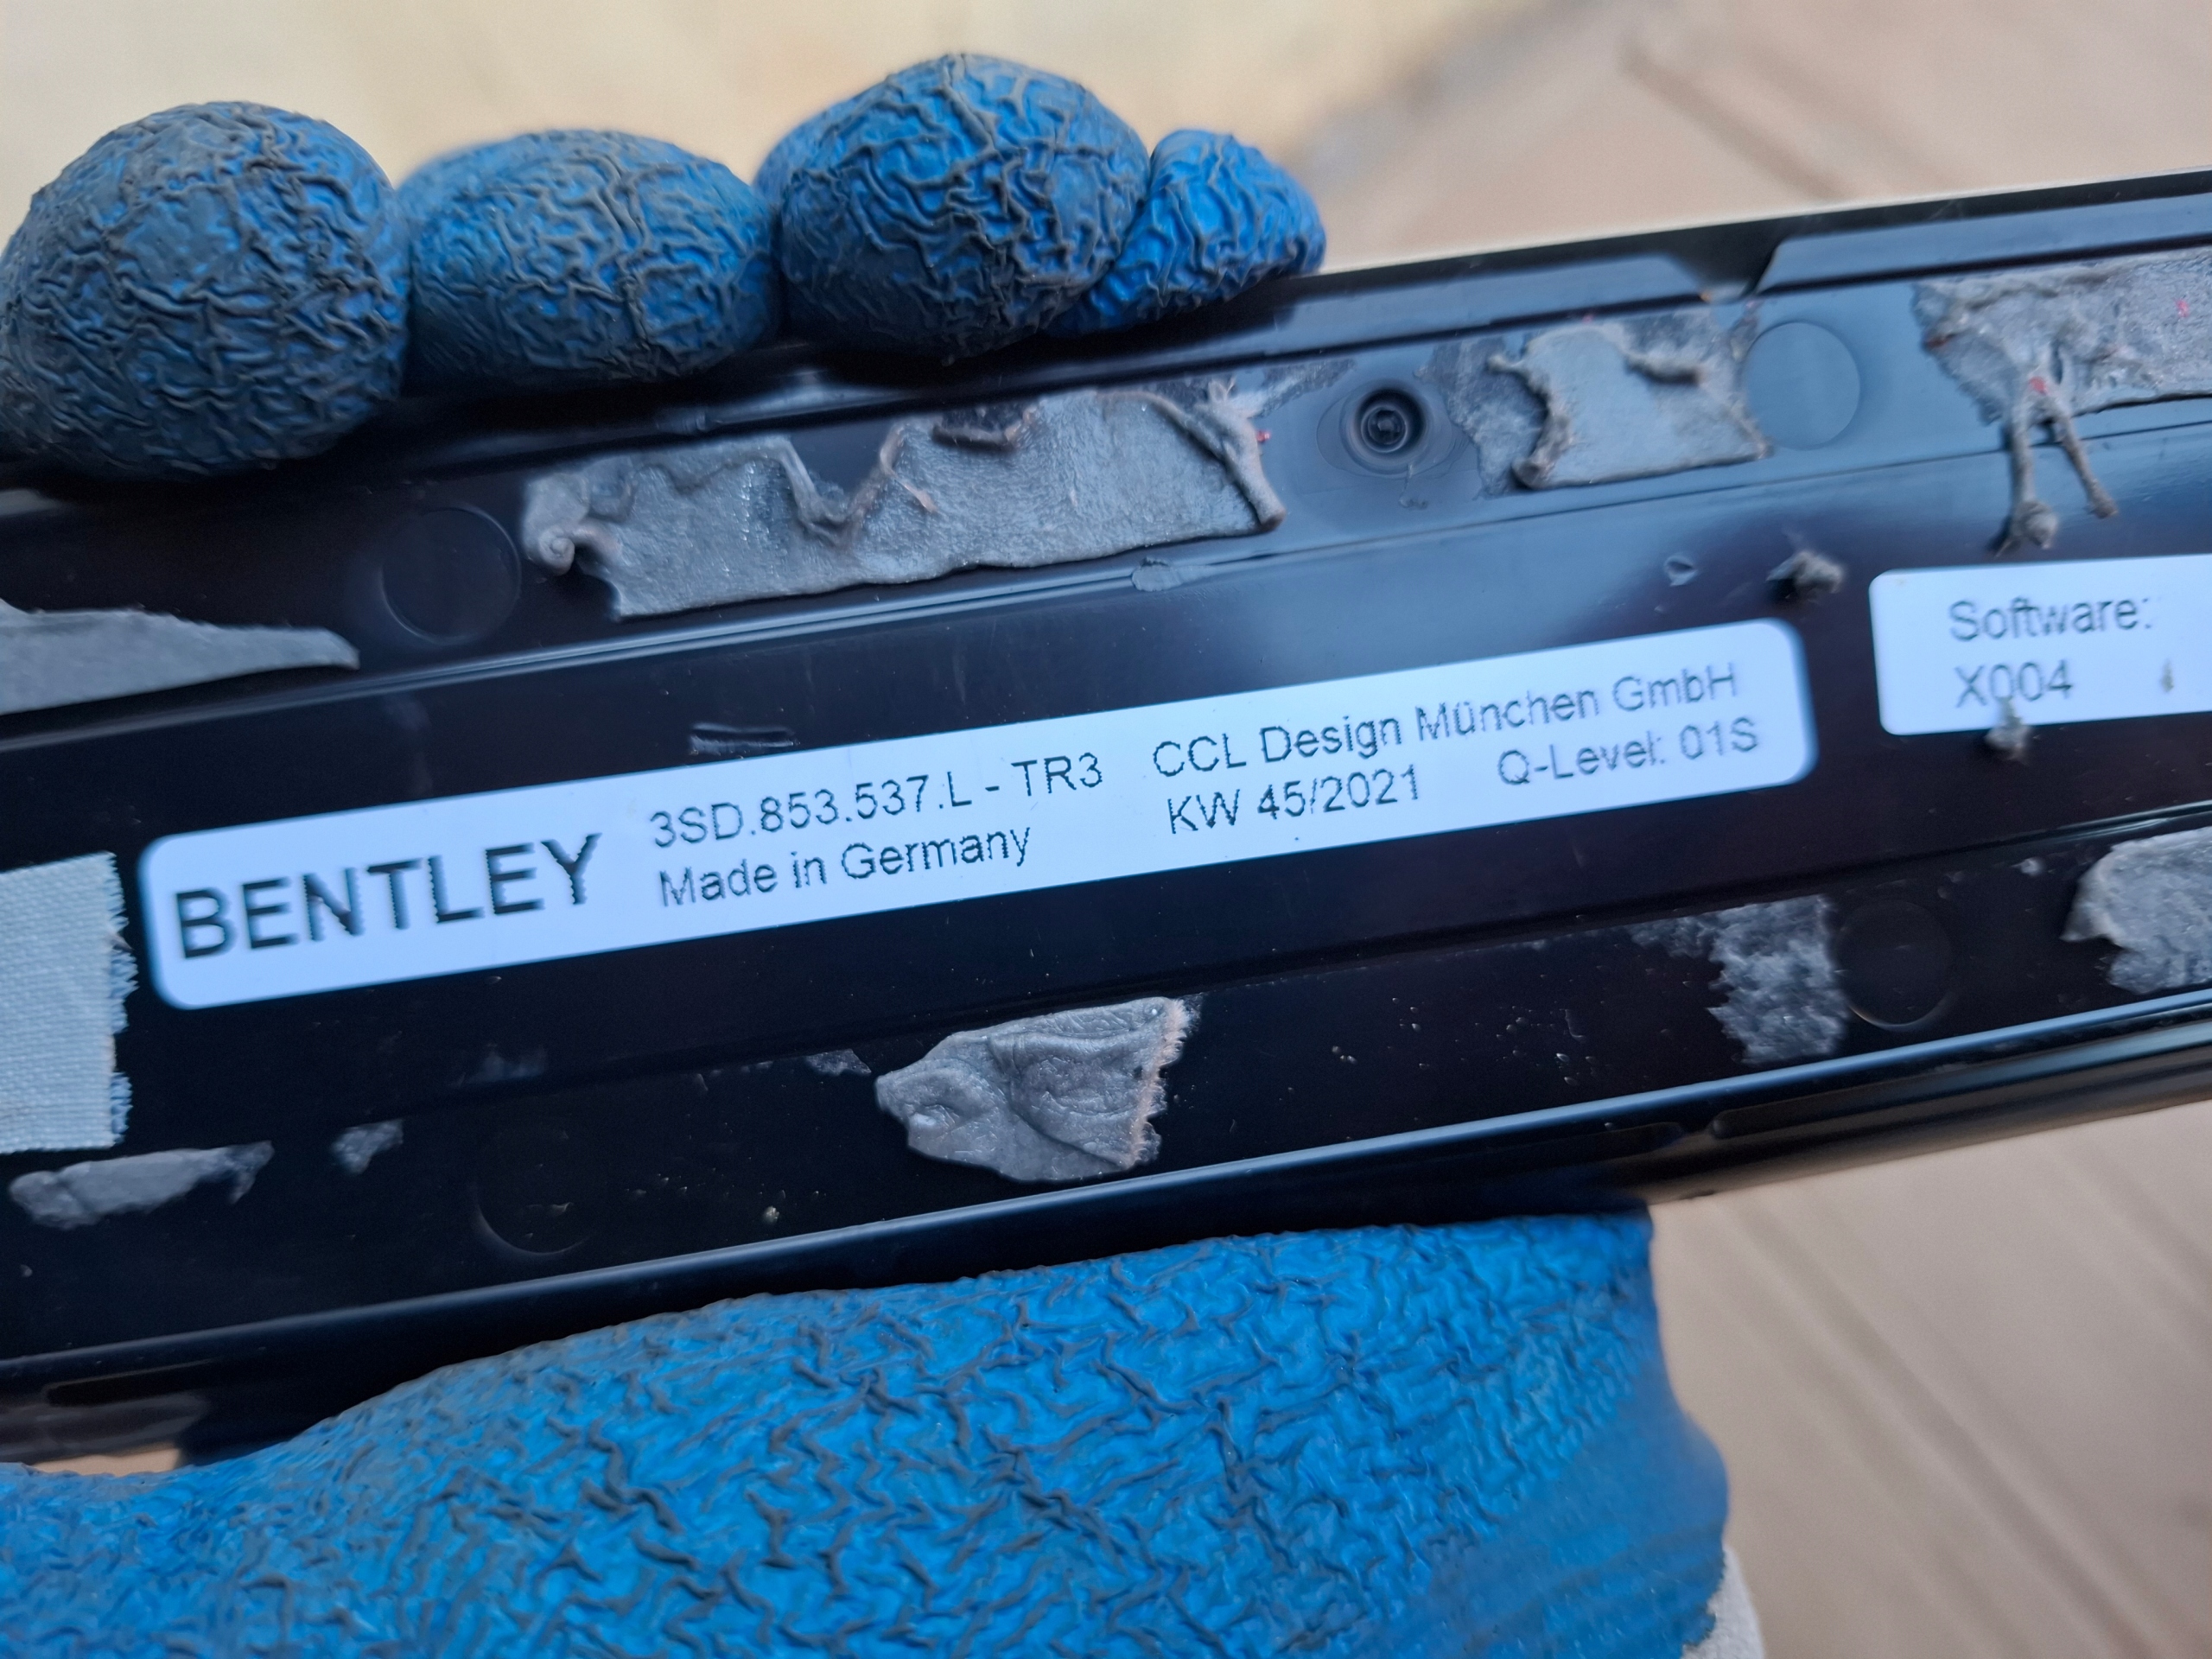 BENTLEY
3SD.853.537.L - TR3 CCL Design München GmbH
Made in Germany KW 45/2021 Q-Level: 01S
Software:
X004